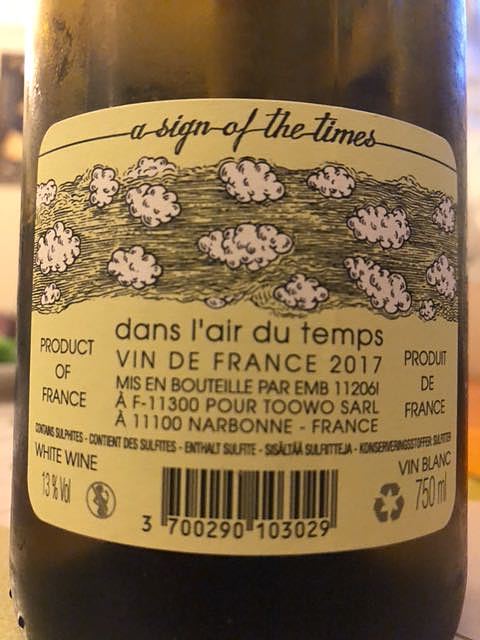 a sign of the times
dans l'air du temps
VIN DE FRANCE 2017
MIS EN BOUTEILLE PAR EMB 11206I
À F-11300 POUR TOOWO SARL
À 11100 NARBONNE - FRANCE
PRODUCT
OF
FRANCE
PRODUIT
DE
FRANCE
CONTAINS SULPHITES - CONTIENT DES SULFITES - ENTHALT SULFITE - SISÄLTÄÄ SULFIITTEJA - KONSERVERINGSSTOFFER SULFITTER
WHITE WINE
13 % Vol
VIN BLANC
750 ml
3 700290 103029